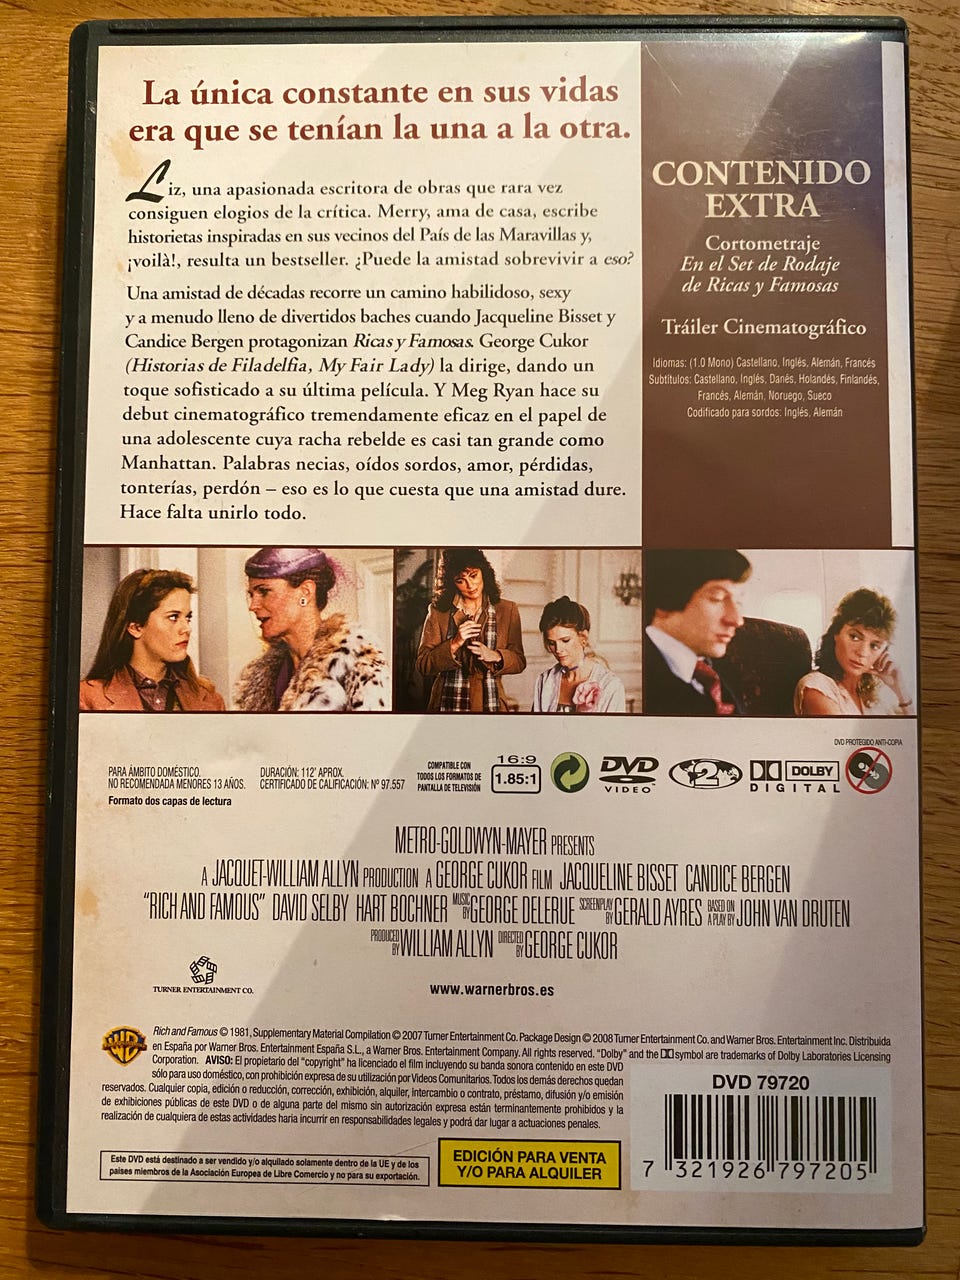 La única constante en sus vidas
era que se tenían la una a la otra.
Liz, una apasionada escritora de obras que rara vez
consiguen elogios de la crítica. Merry, ama de casa, escribe
historietas inspiradas en sus vecinos del País de las Maravillas y,
¡voilà!, resulta un bestseller. ¿Puede la amistad sobrevivir a eso?
Una amistad de décadas recorre un camino habilidoso, sexy
y a menudo lleno de divertidos baches cuando Jacqueline Bisset y
Candice Bergen protagonizan Ricas y Famosas. George Cukor
(Historias de Filadelfia, My Fair Lady) la dirige, dando un
toque sofisticado a su última película. Y Meg Ryan hace su
debut cinematográfico tremendamente eficaz en el papel de
una adolescente cuya racha rebelde es casi tan grande como
Manhattan. Palabras necias, oídos sordos, amor, pérdidas,
tonterías, perdón – eso es lo que cuesta que una amistad dure.
Hace falta unirlo todo.
CONTENIDO
EXTRA
Cortometraje
En el Set de Rodaje
de Ricas y Famosas
Tráiler Cinematográfico
Idiomas: (1.0 Mono) Castellano, Inglés, Alemán, Francés
Subtítulos: Castellano, Inglés, Danés, Holandés, Finlandés,
Francés, Alemán, Noruego, Sueco
Codificado para sordos: Inglés, Alemán
PARA ÁMBITO DOMÉSTICO.
NO RECOMENDADA MENORES 13 AÑOS.
Formato dos capas de lectura
DURACIÓN: 112' APROX.
CERTIFICADO DE CALIFICACIÓN: Nº 97.557
COMPATIBLE CON
TODOS LOS FORMATOS DE
PANTALLA DE TELEVISIÓN
16:9
1.85:1
DVD
VIDEO
2
DOLBY
DIGITAL
DVD PROTEGIDO ANTI-COPIA
METRO-GOLDWYN-MAYER PRESENTS
A JACQUET-WILLIAM ALLYN PRODUCTION A GEORGE CUKOR FILM JACQUELINE BISSET CANDICE BERGEN
"RICH AND FAMOUS" DAVID SELBY HART BOCHNER MUSIC BY GEORGE DELERUE SCREENPLAY BY GERALD AYRES BASED ON A PLAY BY JOHN VAN DRUTEN
PRODUCED BY WILLIAM ALLYN DIRECTED BY GEORGE CUKOR
TURNER ENTERTAINMENT CO.
www.warnerbros.es
WB
Rich and Famous © 1981, Supplementary Material Compilation © 2007 Turner Entertainment Co. Package Design © 2008 Turner Entertainment Co. and Warner Bros. Entertainment Inc. Distribuida
en España por Warner Bros. Entertainment España S.L., a Warner Bros. Entertainment Company. All rights reserved. "Dolby" and the symbol are trademarks of Dolby Laboratories Licensing
Corporation. AVISO: El propietario del "copyright" ha licenciado el film incluyendo su banda sonora contenido en este DVD
sólo para uso doméstico, con prohibición expresa de su utilización por Videos Comunitarios. Todos los demás derechos quedan
reservados. Cualquier copia, edición o reducción, corrección, exhibición, alquiler, intercambio o contrato, préstamo, difusión y/o emisión
de exhibiciones públicas de este DVD o de alguna parte del mismo sin autorización expresa están terminantemente prohibidos y la
realización de cualquiera de estas actividades haría incurrir en responsabilidades legales y podrá dar lugar a actuaciones penales.
Este DVD está destinado a ser vendido y/o alquilado solamente dentro de la UE y de los
países miembros de la Asociación Europea de Libre Comercio y no para su exportación.
EDICIÓN PARA VENTA
Y/O PARA ALQUILER
DVD 79720
7 321926 797205